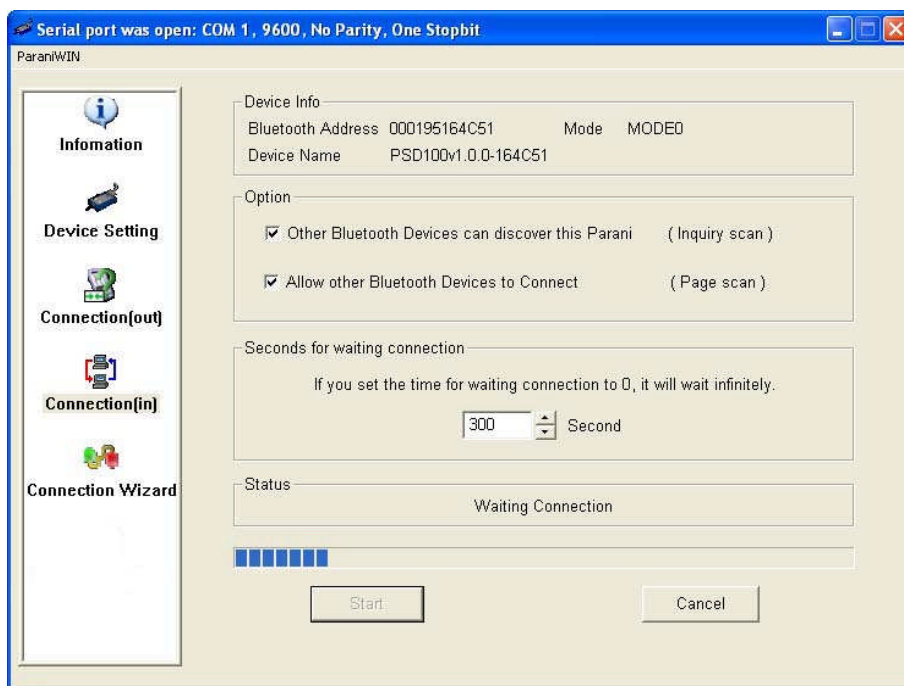 Serial port was open: COM 1, 9600, No Parity, One Stopbit
ParaniWIN
Infomation
Device Setting
Connection(out)
Connection(in)
Connection Wizard
Device Info
Bluetooth Address 000195164C51 Mode MODE0
Device Name PSD100v1.0.0-164C51
Option
Other Bluetooth Devices can discover this Parani ( Inquiry scan )
Allow other Bluetooth Devices to Connect ( Page scan )
Seconds for waiting connection
If you set the time for waiting connection to 0, it will wait infinitely.
300 Second
Status
Waiting Connection
Start Cancel